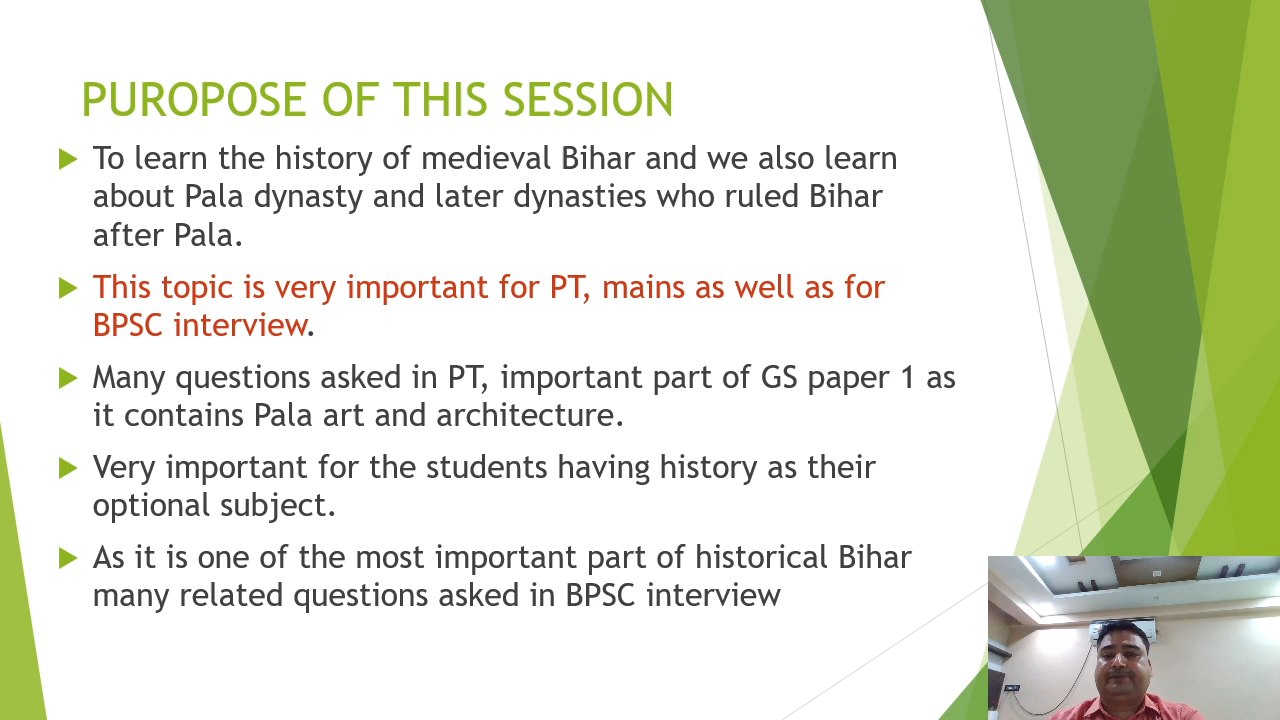 PUROPOSE OF THIS SESSION
To learn the history of medieval Bihar and we also learn
about Pala dynasty and later dynasties who ruled Bihar
after Pala.
This topic is very important for PT, mains as well as for
BPSC interview.
Many questions asked in PT, important part of GS paper 1 as
it contains Pala art and architecture.
Very important for the students having history as their
optional subject.
As it is one of the most important part of historical Bihar
many related questions asked in BPSC interview